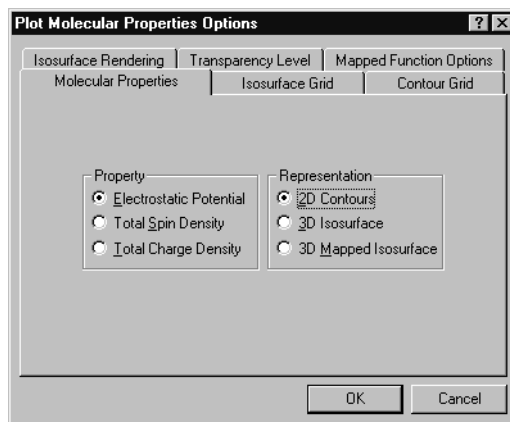 Plot Molecular Properties Options
Isosurface Rendering Transparency Level Mapped Function Options
Molecular Properties Isosurface Grid Contour Grid
Property
Electrostatic Potential
Total Spin Density
Total Charge Density
Representation
2D Contours
3D Isosurface
3D Mapped Isosurface
OK Cancel